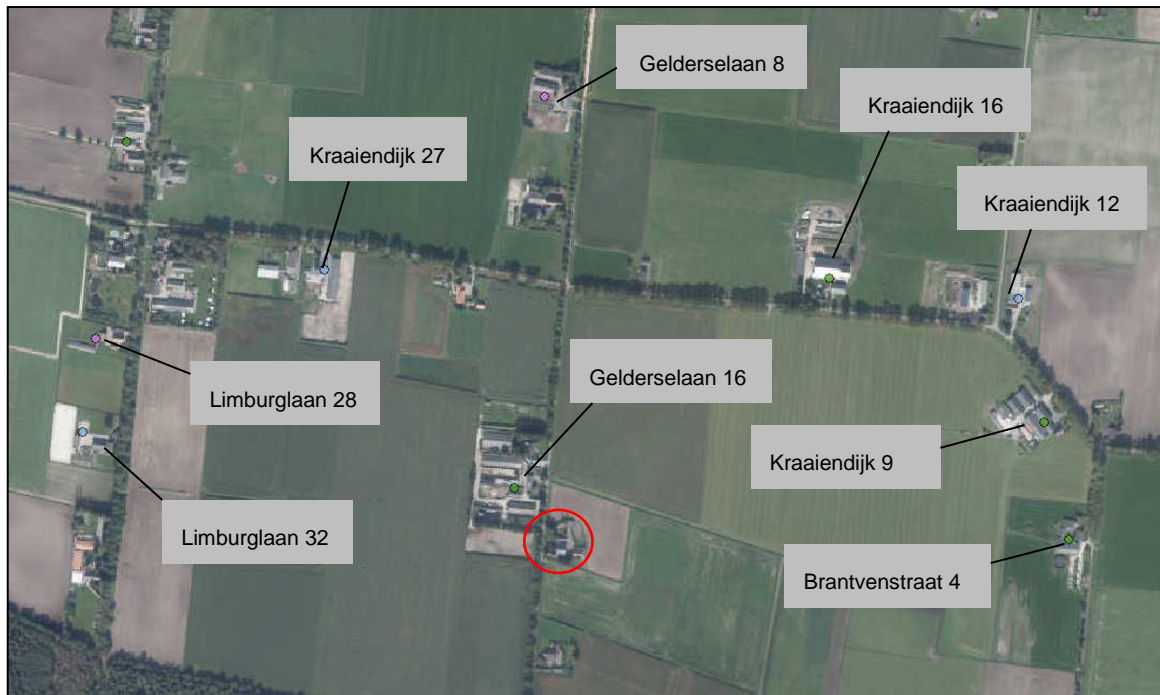 Gelderselaan 8
Kraaiendijk 16
Kraaiendijk 27
Kraaiendijk 12
Gelderselaan 16
Limburglaan 28
Kraaiendijk 9
Limburglaan 32
Brantvenstraat 4